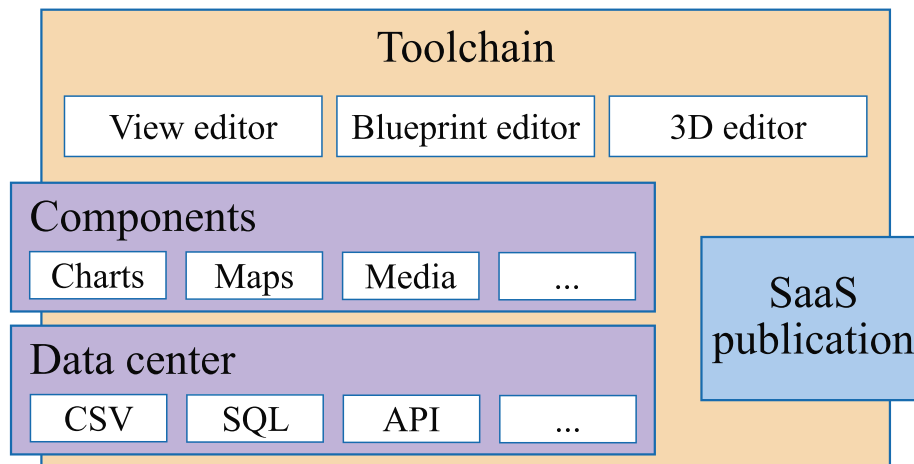 Toolchain
View editor
Blueprint editor
3D editor
Components
Charts
Maps
Media
...
SaaS
publication
Data center
CSV
SQL
API
...